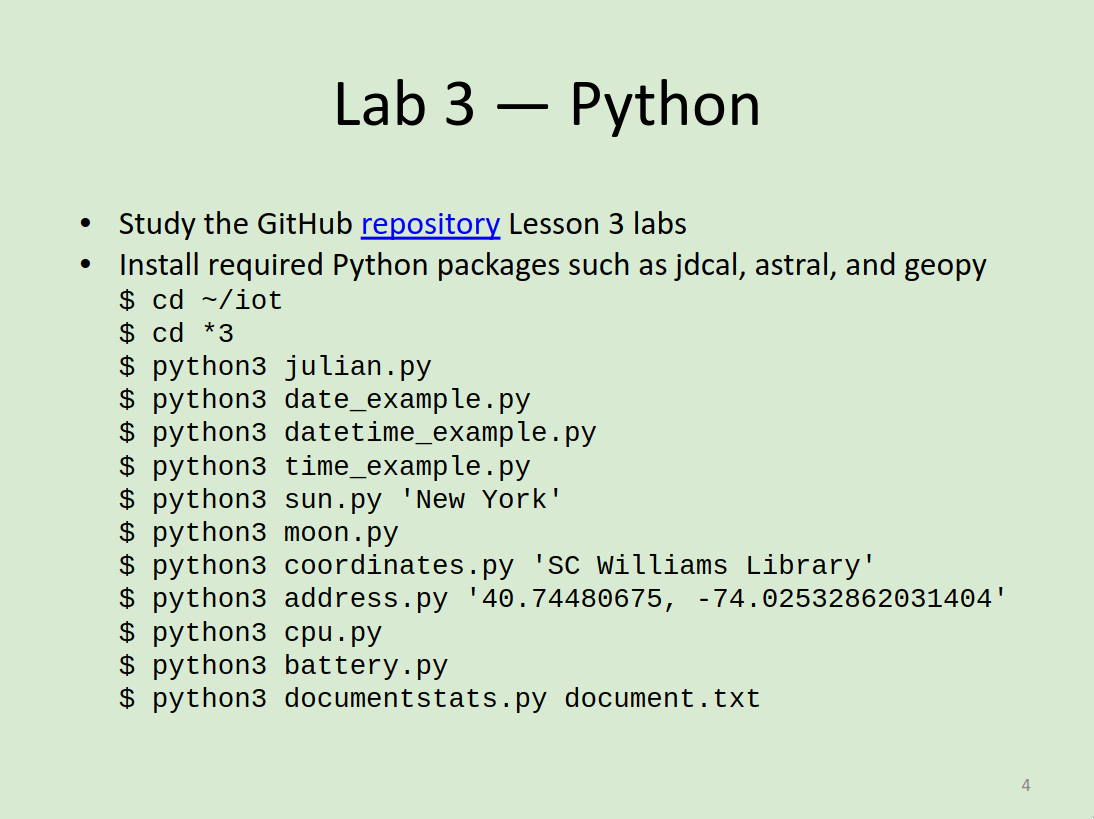 Lab 3 — Python
• Study the GitHub repository Lesson 3 labs
• Install required Python packages such as jdcal, astral, and geopy
$ cd ~/iot
$ cd *3
$ python3 julian.py
$ python3 date_example.py
$ python3 datetime_example.py
$ python3 time_example.py
$ python3 sun.py 'New York'
$ python3 moon.py
$ python3 coordinates.py 'SC Williams Library'
$ python3 address.py '40.74480675, -74.02532862031404'
$ python3 cpu.py
$ python3 battery.py
$ python3 documentstats.py document.txt
4